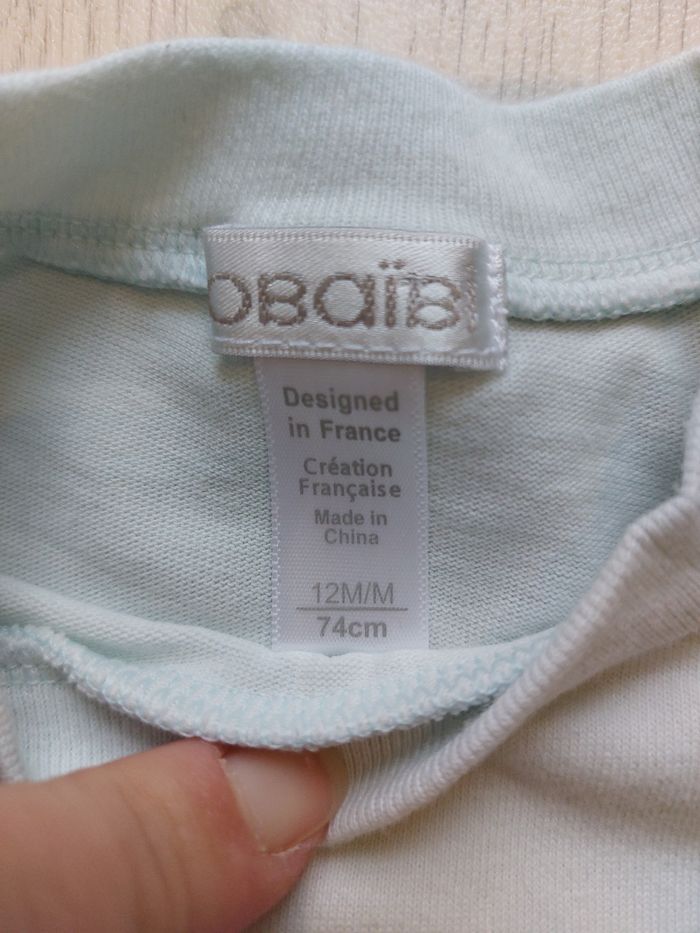 OBAïBI
Designed
in France
Création
Française
Made in
China
12M/M
74cm